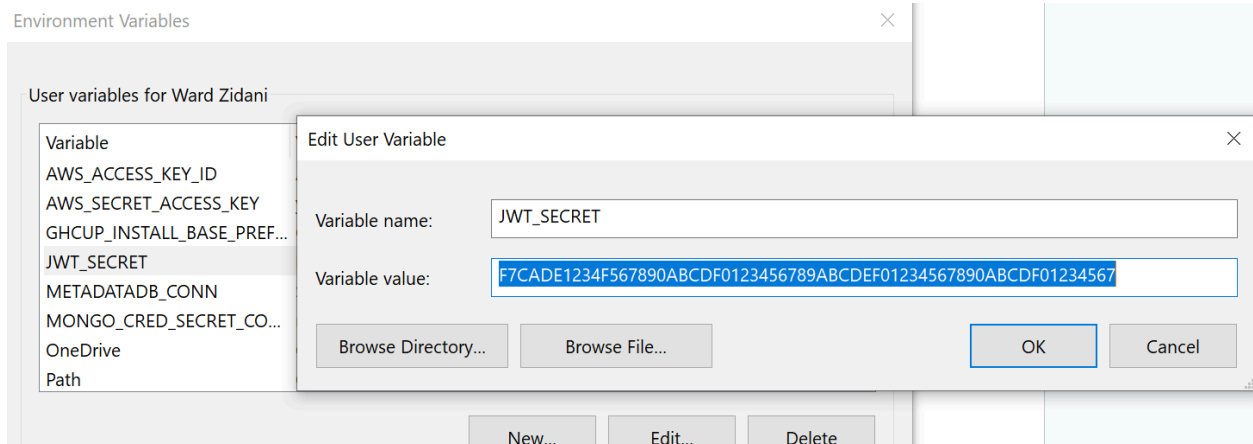 Environment Variables
User variables for Ward Zidani
Variable
AWS_ACCESS_KEY_ID
AWS_SECRET_ACCESS_KEY
GHCUP_INSTALL_BASE_PREF...
JWT_SECRET
METADATADB_CONN
MONGO_CRED_SECRET_CO...
OneDrive
Path
Edit User Variable
Variable name: JWT_SECRET
Variable value: F7CADE1234F567890ABCDF0123456789ABCDEF01234567890ABCDF01234567
Browse Directory... Browse File... OK Cancel
New... Edit... Delete